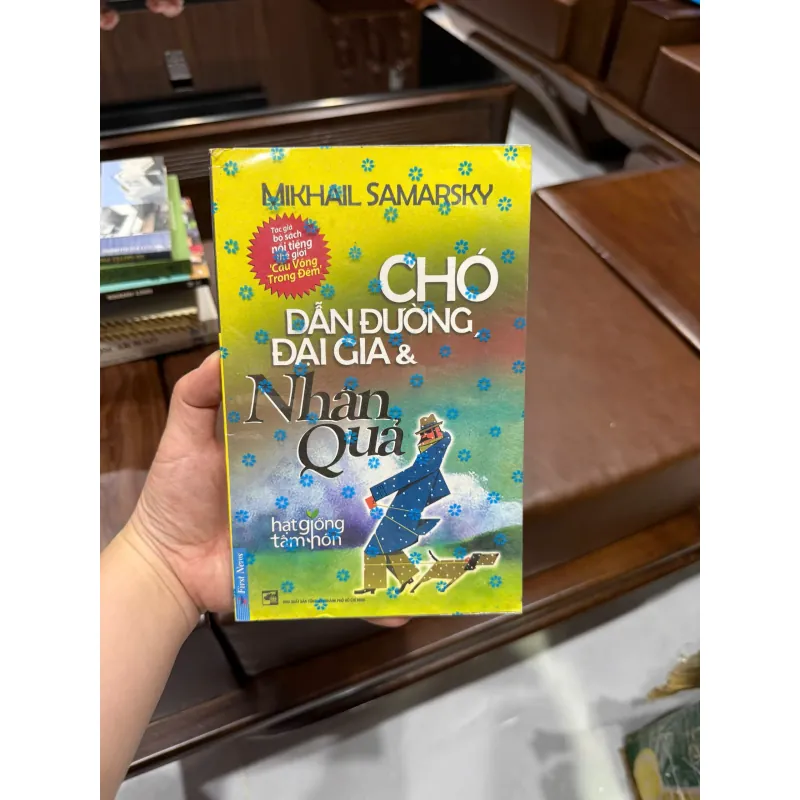 MIKHAIL SAMARSKY
Tác giả
bộ sách
nổi tiếng
thế giới
'Cầu Vồng
Trong Đêm'
CHÓ
DẪN ĐƯỜNG,
ĐẠI GIA &
Nhân
Quả
hạt giống
tâm hồn
First News